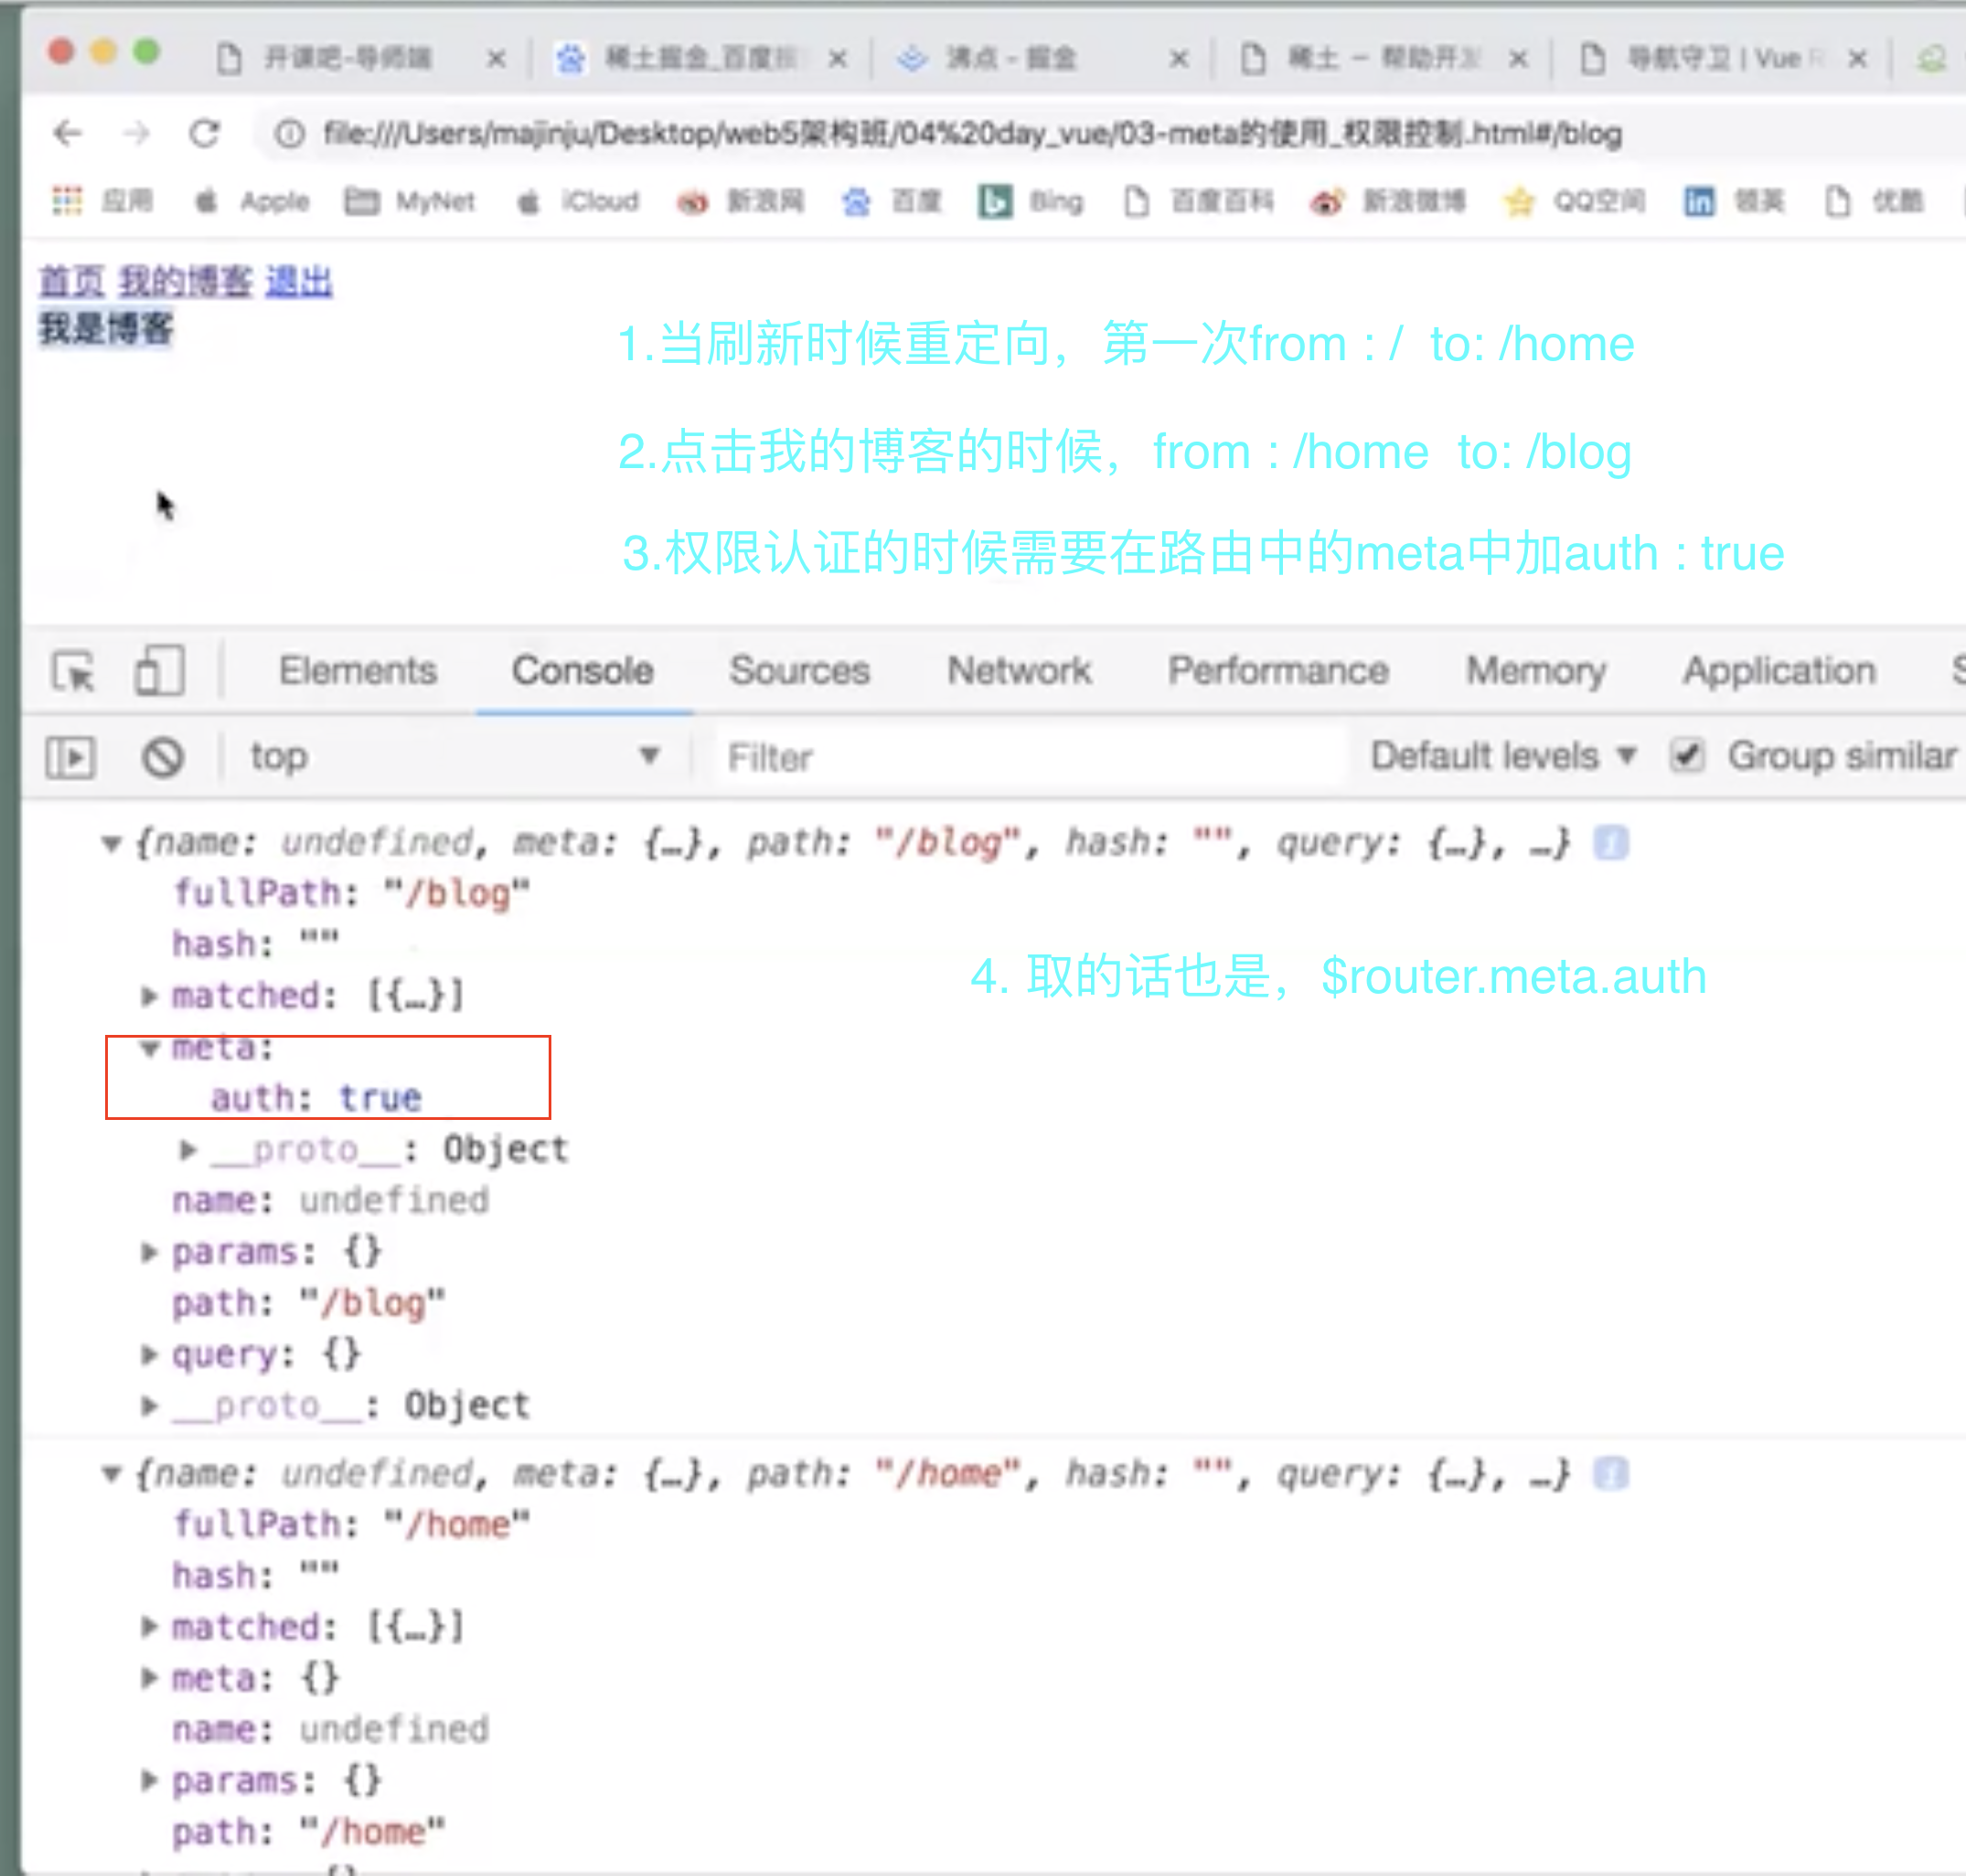 开课吧-导师端
稀土掘金_百度
沸点 - 掘金
稀土 – 帮助开发
导航守卫 | Vue R
file:///Users/majinju/Desktop/web5架构班/04%20day_vue/03-meta的使用_权限控制.html#/blog
应用 Apple MyNet iCloud 新浪网 百度 Bing 百度百科 新浪微博 QQ空间 领英 优酷
首页 我的博客 退出
我是博客
1.当刷新时候重定向，第一次from : / to: /home
2.点击我的博客的时候，from : /home to: /blog
3.权限认证的时候需要在路由中的meta中加auth : true
Elements Console Sources Network Performance Memory Application S
top Filter Default levels Group similar
{name: undefined, meta: {…}, path: "/blog", hash: "", query: {…}, …}
fullPath: "/blog"
hash: ""
matched: [{…}]
4. 取的话也是，$router.meta.auth
meta:
auth: true
__proto__: Object
name: undefined
params: {}
path: "/blog"
query: {}
__proto__: Object
{name: undefined, meta: {…}, path: "/home", hash: "", query: {…}, …}
fullPath: "/home"
hash: ""
matched: [{…}]
meta: {}
name: undefined
params: {}
path: "/home"